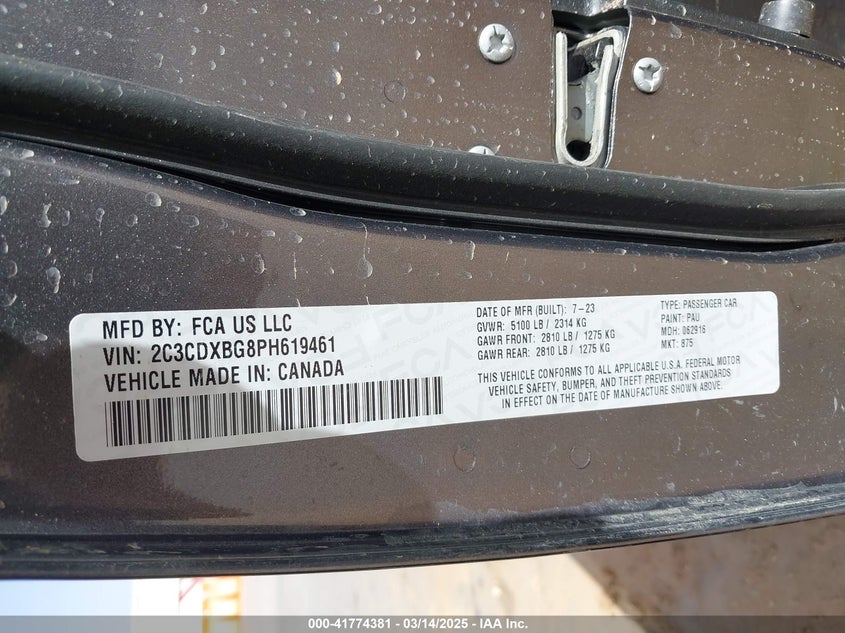 MFD BY: FCA US LLC
VIN: 2C3CDXBG8PH619461
VEHICLE MADE IN: CANADA
DATE OF MFR (BUILT): 7-23
GVWR: 5100 LB / 2314 KG
GAWR FRONT: 2810 LB / 1275 KG
GAWR REAR: 2810 LB / 1275 KG
TYPE: PASSENGER CAR
PAINT: PAU
MDH: 062916
MKT: 875
THIS VEHICLE CONFORMS TO ALL APPLICABLE U.S.A. FEDERAL MOTOR
VEHICLE SAFETY, BUMPER, AND THEFT PREVENTION STANDARDS
IN EFFECT ON THE DATE OF MANUFACTURE SHOWN ABOVE.
000-41774381 / 03/14/2025 - IAA Inc.